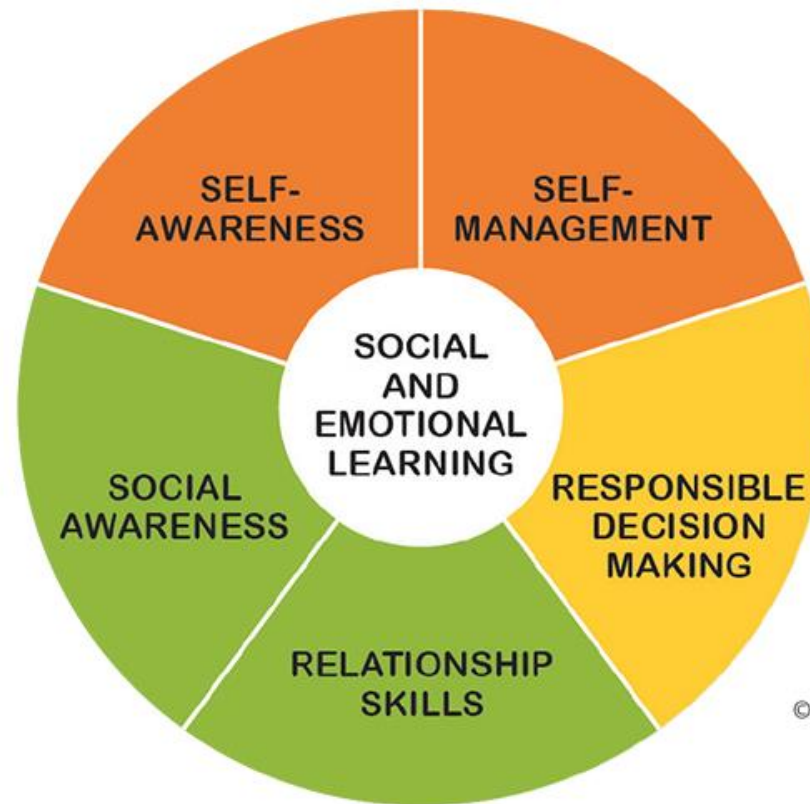 SELF-
AWARENESS
SELF-
MANAGEMENT
SOCIAL
AND
EMOTIONAL
LEARNING
SOCIAL
AWARENESS
RESPONSIBLE
DECISION
MAKING
RELATIONSHIP
SKILLS
©